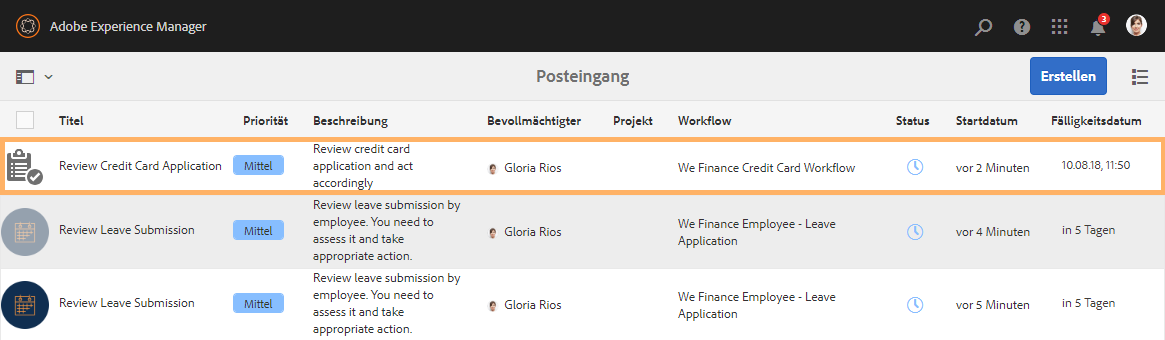 Adobe Experience Manager
3
Posteingang
Erstellen
Titel Priorität Beschreibung Bevollmächtigter Projekt Workflow Status Startdatum Fälligkeitsdatum
Review Credit Card Application Mittel Review credit card application and act accordingly Gloria Rios We Finance Credit Card Workflow vor 2 Minuten 10.08.18, 11:50
Review Leave Submission Mittel Review leave submission by employee. You need to assess it and take appropriate action. Gloria Rios We Finance Employee - Leave Application vor 4 Minuten in 5 Tagen
Review Leave Submission Mittel Review leave submission by employee. You need to assess it and take appropriate action. Gloria Rios We Finance Employee - Leave Application vor 5 Minuten in 5 Tagen